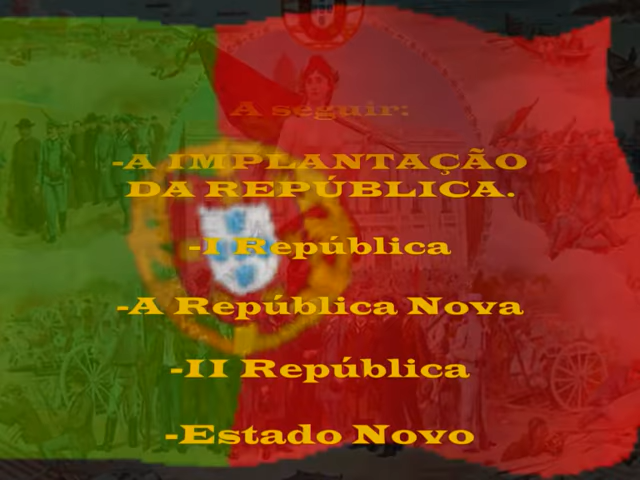 A seguir:
-A IMPLANTAÇÃO
DA REPÚBLICA.
-I República
-A República Nova
-II República
-Estado Novo